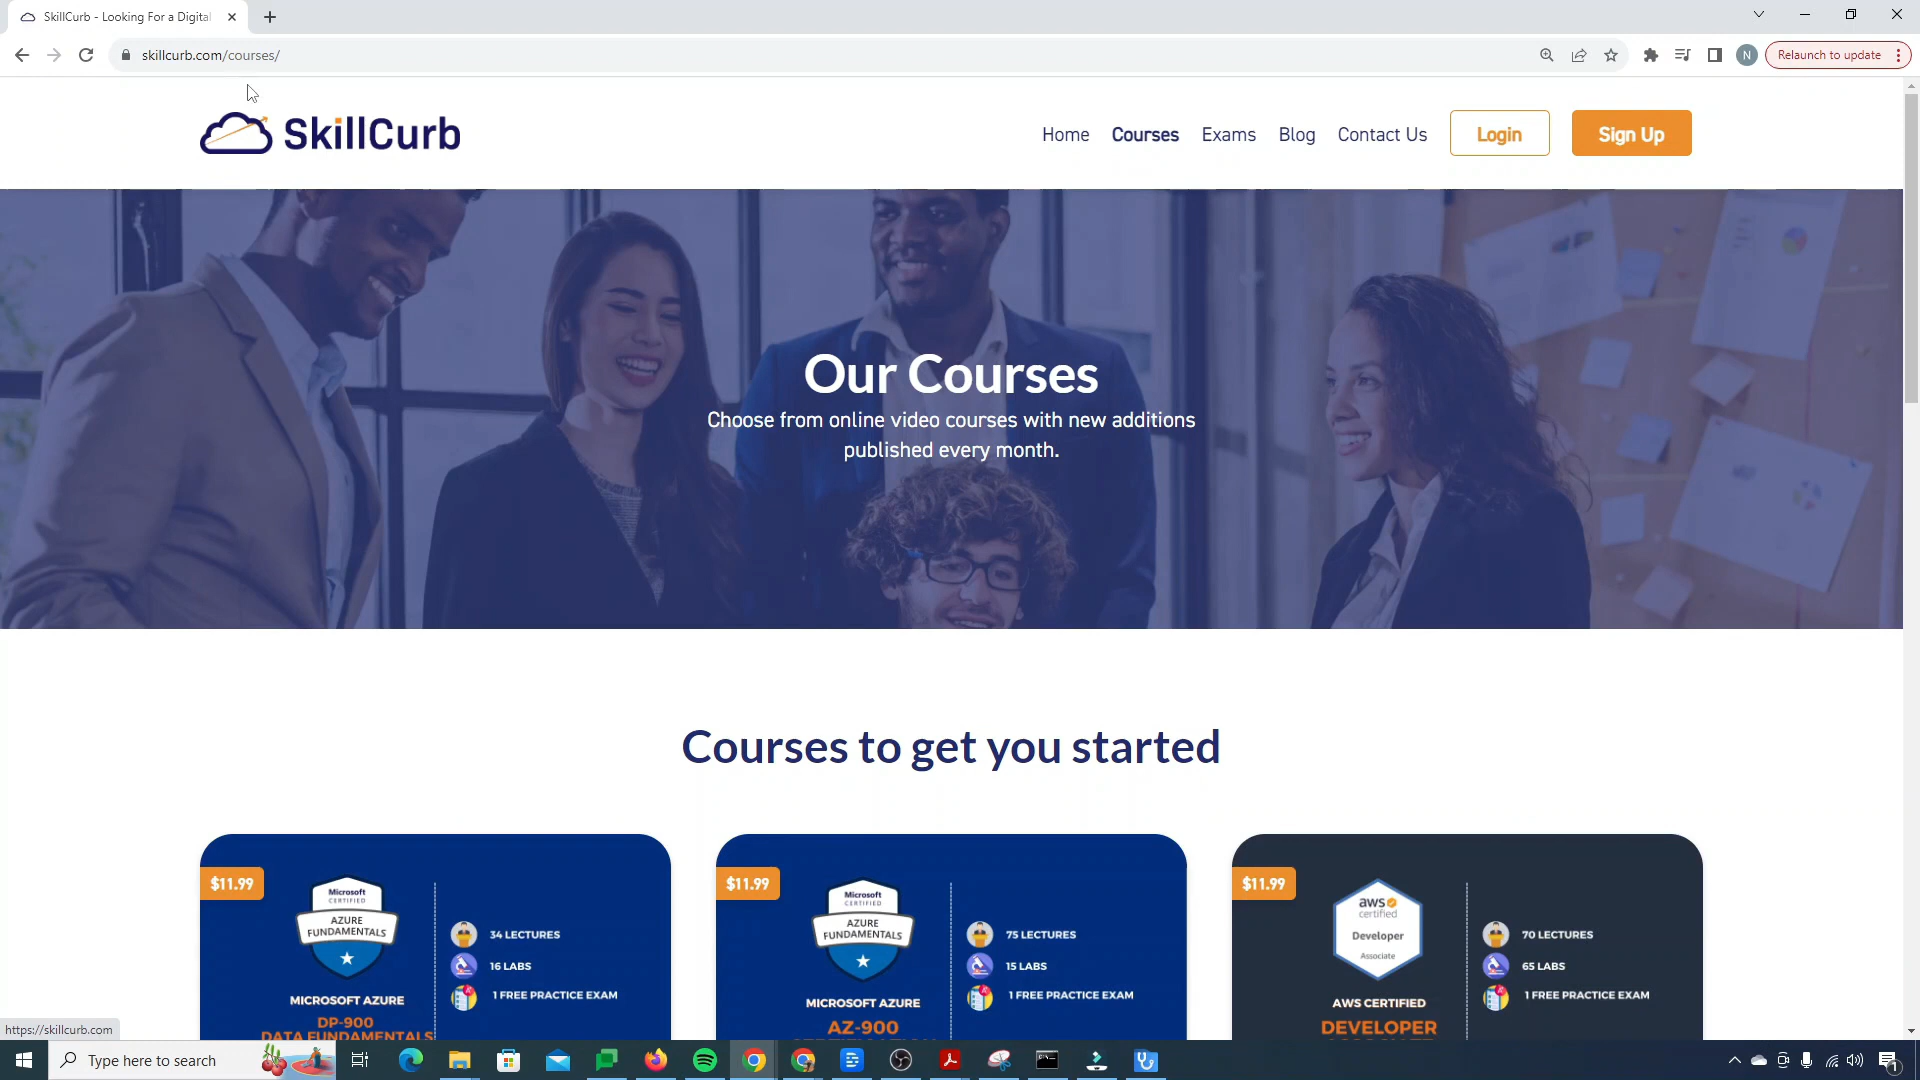 SkillCurb - Looking For a Digital
skillcurb.com/courses/
N
Relaunch to update
SkillCurb
Home
Courses
Exams
Blog
Contact Us
Login
Sign Up
Our Courses
Choose from online video courses with new additions
published every month.
Courses to get you started
$11.99
Microsoft
CERTIFIED
AZURE
FUNDAMENTALS
34 LECTURES
16 LABS
1 FREE PRACTICE EXAM
MICROSOFT AZURE
DP-900
DATA FUNDAMENTALS
$11.99
Microsoft
CERTIFIED
AZURE
FUNDAMENTALS
75 LECTURES
15 LABS
1 FREE PRACTICE EXAM
MICROSOFT AZURE
AZ-900
$11.99
aws
certified
Developer
Associate
70 LECTURES
65 LABS
1 FREE PRACTICE EXAM
AWS CERTIFIED
DEVELOPER
https://skillcurb.com
Type here to search
1